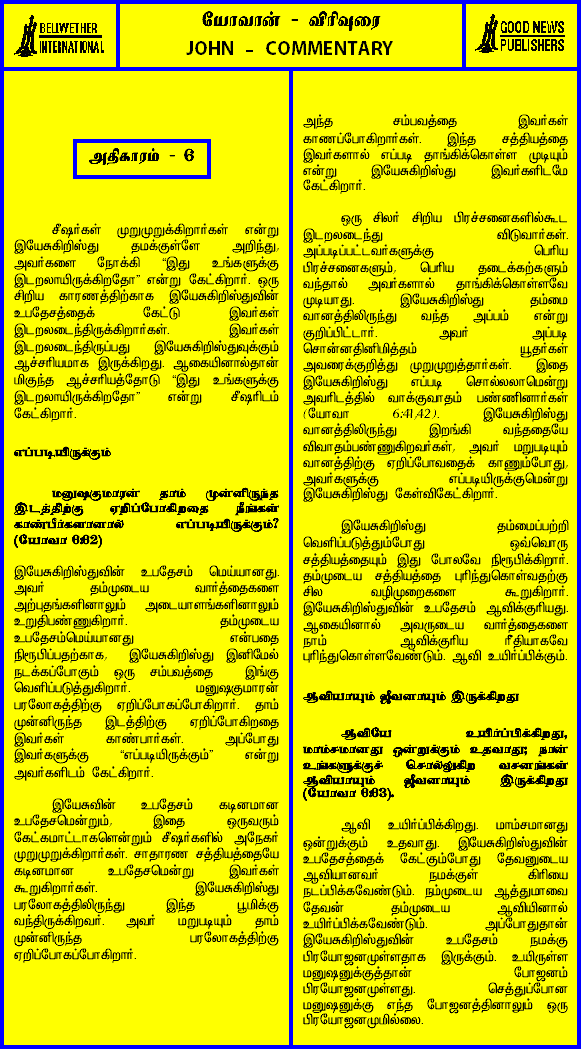 BELLWETHER
INTERNATIONAL
யோவான் - விரிவுரை
JOHN - COMMENTARY
GOOD NEWS
PUBLISHERS
அதிகாரம் - 6
சீஷர்கள் முறுமுறுக்கிறார்கள் என்று
இயேசுகிறிஸ்து தமக்குள்ளே அறிந்து,
அவர்களை நோக்கி “இது உங்களுக்கு
இடறலாயிருக்கிறதோ” என்று கேட்கிறார். ஒரு
சிறிய காரணத்திற்காக இயேசுகிறிஸ்துவின்
உபதேசத்தைக் கேட்டு இவர்கள்
இடறலடைந்திருக்கிறார்கள். இவர்கள்
இடறலடைந்திருப்பது இயேசுகிறிஸ்துவுக்கும்
ஆச்சரியமாக இருக்கிறது. ஆகையினால்தான்
மிகுந்த ஆச்சரியத்தோடு “இது உங்களுக்கு
இடறலாயிருக்கிறதோ” என்று சீஷரிடம்
கேட்கிறார்.
எப்படியிருக்கும்
மனுஷகுமாரன் தாம் முன்னிருந்த
இடத்திற்கு ஏறிப்போகிறதை நீங்கள்
காண்பீர்களானால் எப்படியிருக்கும்?
(யோவா 6:62)
இயேசுகிறிஸ்துவின் உபதேசம் மெய்யானது.
அவர் தம்முடைய வார்த்தைகளை
அற்புதங்களினாலும் அடையாளங்களினாலும்
உறுதிபண்ணுகிறார். தம்முடைய
உபதேசம்மெய்யானது என்பதை
நிரூபிப்பதற்காக, இயேசுகிறிஸ்து இனிமேல்
நடக்கப்போகும் ஒரு சம்பவத்தை இங்கு
வெளிப்படுத்துகிறார். மனுஷகுமாரன்
பரலோகத்திற்கு ஏறிப்போகப்போகிறார். தாம்
முன்னிருந்த இடத்திற்கு ஏறிப்போகிறதை
இவர்கள் காண்பார்கள். அப்போது
இவர்களுக்கு “எப்படியிருக்கும்” என்று
அவர்களிடம் கேட்கிறார்.
இயேசுவின் உபதேசம் கடினமான
உபதேசமென்றும், இதை ஒருவரும்
கேட்கமாட்டாகளென்றும் சீஷர்களில் அநேகர்
முறுமுறுக்கிறார்கள். சாதாரண சத்தியத்தையே
கடினமான உபதேசமென்று இவர்கள்
கூறுகிறார்கள். இயேசுகிறிஸ்து
பரலோகத்திலிருந்து இந்த பூமிக்கு
வந்திருக்கிறவர். அவர் மறுபடியும் தாம்
முன்னிருந்த பரலோகத்திற்கு
ஏறிப்போகப்போகிறார்.
அந்த சம்பவத்தை இவர்கள்
காணப்போகிறார்கள். இந்த சத்தியத்தை
இவர்களால் எப்படி தாங்கிக்கொள்ள முடியும்
என்று இயேசுகிறிஸ்து இவர்களிடமே
கேட்கிறார்.
ஒரு சிலர் சிறிய பிரச்சனைகளில்கூட
இடறலடைந்து விடுவார்கள்.
அப்படிப்பட்டவர்களுக்கு பெரிய
பிரச்சனைகளும், பெரிய தடைக்கற்களும்
வந்தால் அவர்களால் தாங்கிக்கொள்ளவே
முடியாது. இயேசுகிறிஸ்து தம்மை
வானத்திலிருந்து வந்த அப்பம் என்று
குறிப்பிட்டார். அவர் அப்படி
சொன்னதினிமித்தம் யூதர்கள்
அவரைக்குறித்து முறுமுறுத்தார்கள். இதை
இயேசுகிறிஸ்து எப்படி சொல்லலாமென்று
அவரிடத்தில் வாக்குவாதம் பண்ணினார்கள்
(யோவா 6:41,42). இயேசுகிறிஸ்து
வானத்திலிருந்து இறங்கி வந்ததையே
விவாதம்பண்ணுகிறவர்கள், அவர் மறுபடியும்
வானத்திற்கு ஏறிப்போவதைக் காணும்போது,
அவர்களுக்கு எப்படியிருக்குமென்று
இயேசுகிறிஸ்து கேள்விகேட்கிறார்.
இயேசுகிறிஸ்து தம்மைப்பற்றி
வெளிப்படுத்தும்போது ஒவ்வொரு
சத்தியத்தையும் இது போலவே நிரூபிக்கிறார்.
தம்முடைய சத்தியத்தை புரிந்துகொள்வதற்கு
சில வழிமுறைகளை கூறுகிறார்.
இயேசுகிறிஸ்துவின் உபதேசம் ஆவிக்குரியது.
ஆகையினால் அவருடைய வார்த்தைகளை
நாம் ஆவிக்குரிய ரீதியாகவே
புரிந்துகொள்ளவேண்டும். ஆவி உயிர்ப்பிக்கும்.
ஆவியாயும் ஜீவனாயும் இருக்கிறது
ஆவியே உயிர்ப்பிக்கிறது,
மாம்சமானது ஒன்றுக்கும் உதவாது; நான்
உங்களுக்குச் சொல்லுகிற வசனங்கள்
ஆவியாயும் ஜீவனாயும் இருக்கிறது
(யோவா 6:63).
ஆவி உயிர்ப்பிக்கிறது. மாம்சமானது
ஒன்றுக்கும் உதவாது. இயேசுகிறிஸ்துவின்
உபதேசத்தைக் கேட்கும்போது தேவனுடைய
ஆவியானவர் நமக்குள் கிரியை
நடப்பிக்கவேண்டும். நம்முடைய ஆத்துமாவை
தேவன் தம்முடைய ஆவியினால்
உயிர்ப்பிக்கவேண்டும். அப்போதுதான்
இயேசுகிறிஸ்துவின் உபதேசம் நமக்கு
பிரயோஜனமுள்ளதாக இருக்கும். உயிருள்ள
மனுஷனுக்குத்தான் போஜனம்
பிரயோஜனமுள்ளது. செத்துப்போன
மனுஷனுக்கு எந்த போஜனத்தினாலும் ஒரு
பிரயோஜனமுமில்லை.